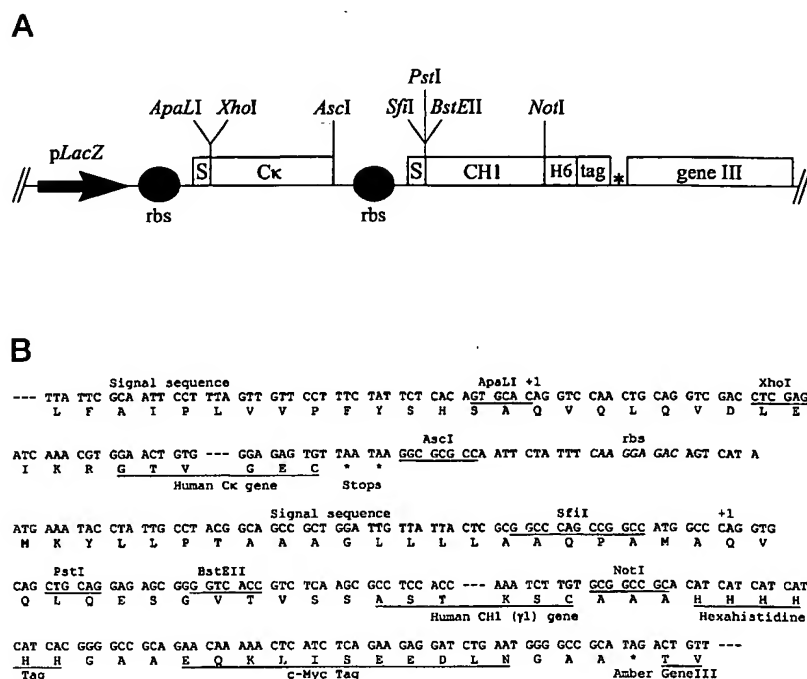 A
PstI
ApaLI XhoI AscI SfiI BstEII NotI
pLacZ
S Cκ S CH1 H6 tag * gene III
rbs rbs
B
Signal sequence ApaLI +1 XhoI
--- TTA TTC GCA ATT CCT TTA GTT GTT CCT TTC TAT TCT CAC AGT GCA CAG GTC CAA CTG CAG GTC GAC CTC GAG
L F A I P L V V P F Y S H S A Q V Q L Q V D L E
AscI rbs
ATC AAA CGT GGA ACT GTG --- GGA GAG TGT TAA TAA GGC GCG CCA ATT CTA TTT CAA GGA GAC AGT CAT A
I K R G T V G E C * *
Human Cκ gene Stops
Signal sequence SfiI +1
ATG AAA TAC CTA TTG CCT ACG GCA GCC GCT GGA TTG TTA TTA CTC GCG GCC CAG CCG GCC ATG GCC CAG GTG
M K Y L L P T A A A G L L L L A A Q P A M A Q V
PstI BstEII NotI
CAG CTG CAG GAG AGC GGG GTC ACC GTC TCA AGC GCC TCC ACC --- AAA TCT TGT GCG GCC GCA CAT CAT CAT CAT
Q L Q E S G V T V S S A S T K S C A A A H H H H
Human CH1 (γ1) gene Hexahistidine
CAT CAC GGG GCC GCA GAA CAA AAA CTC ATC TCA GAA GAG GAT CTG AAT GGG GCC GCA TAG ACT GTT ---
H H G A A E Q K L I S E E D L N G A A * T V
Tag c-Myc Tag Amber GeneIII